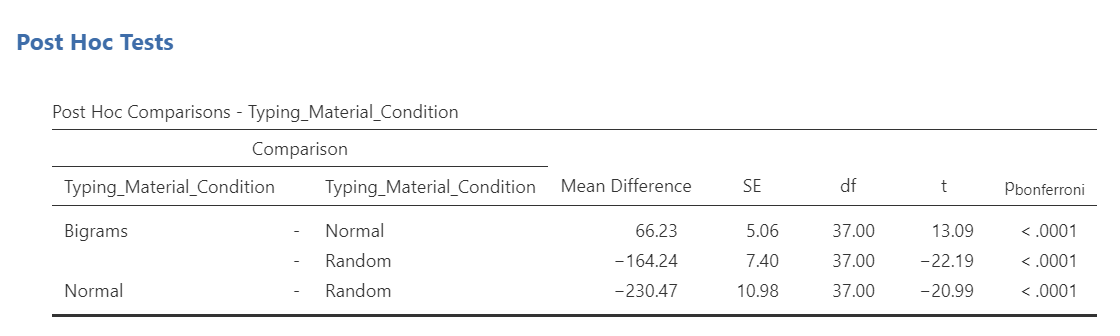 Post Hoc Tests
Post Hoc Comparisons - Typing_Material_Condition
Comparison
Typing_Material_Condition Typing_Material_Condition Mean Difference SE df t pbonferroni
Bigrams - Normal 66.23 5.06 37.00 13.09 < .0001
- Random −164.24 7.40 37.00 −22.19 < .0001
Normal - Random −230.47 10.98 37.00 −20.99 < .0001